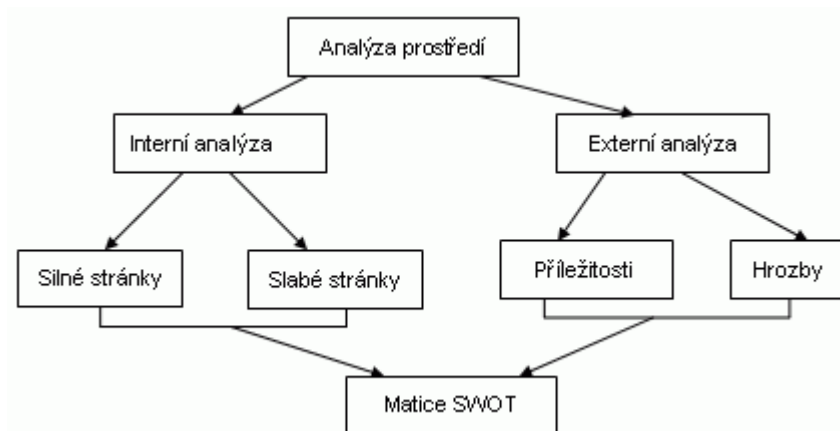 Analýza prostředí
Interní analýza
Externí analýza
Silné stránky
Slabé stránky
Příležitosti
Hrozby
Matice SWOT